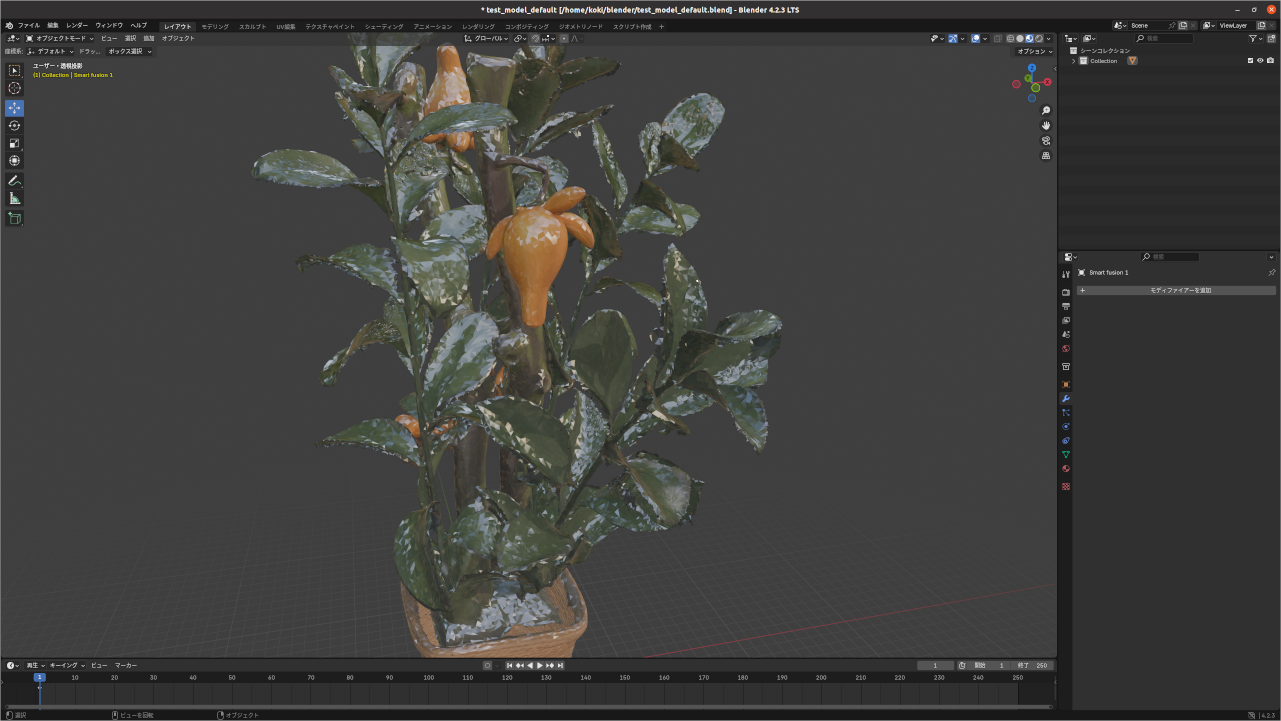 * test_model_default [/home/koki/blender/test_model_default.blend] - Blender 4.2.3 LTS
ファイル 編集 レンダー ウィンドウ ヘルプ レイアウト モデリング スカルプト UV編集 テクスチャペイント シェーディング アニメーション レンダリング コンポジティング ジオメトリノード スクリプト作成 + Scene ViewLayer
オブジェクトモード ビュー 選択 追加 オブジェクト グローバル 検索
座標系: デフォルト ドラッ... ボックス選択 オプション シーンコレクション
ユーザー・透視投影
(1) Collection | Smart fusion 1
Collection
Z
X
Y
検索
Smart fusion 1
+ モディファイアーを追加
再生 キーイング ビュー マーカー 1 開始 1 終了 250
1 10 20 30 40 50 60 70 80 90 100 110 120 130 140 150 160 170 180 190 200 210 220 230 240 250
選択 ビューを回転 オブジェクト 4.2.3